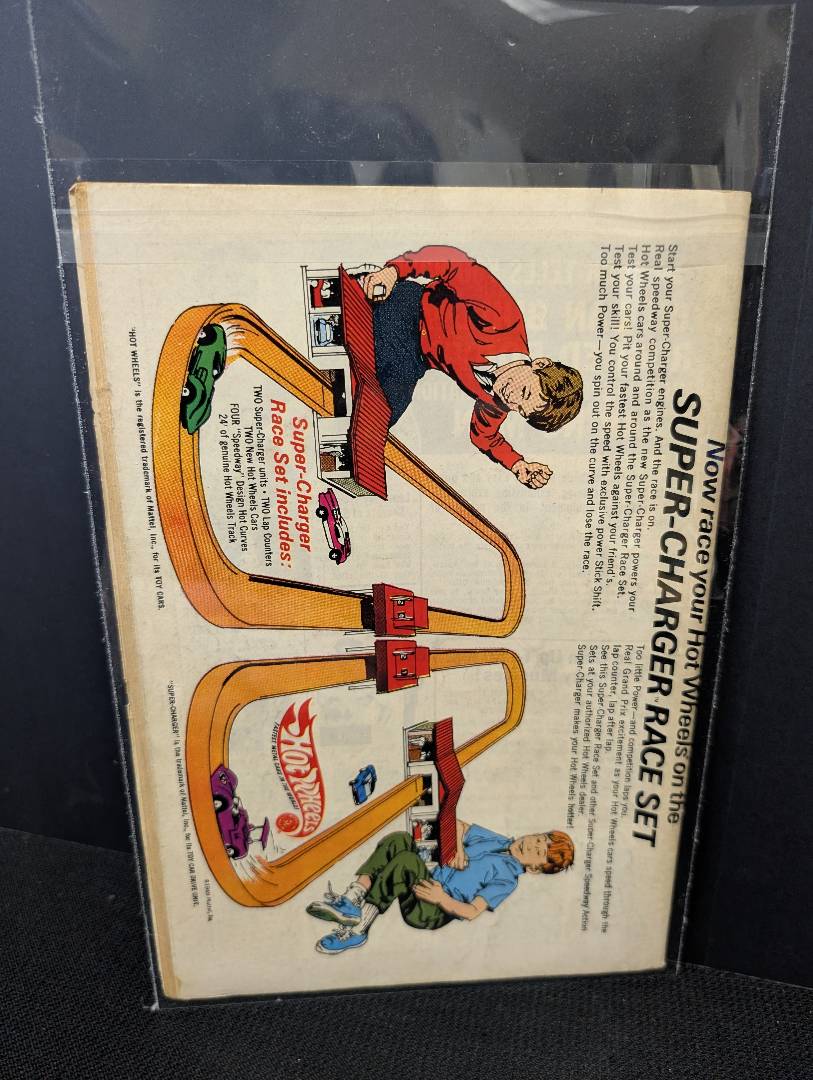 Now race your Hot Wheels on the
SUPER-CHARGER RACE SET
Start your Super-Charger engines. And the race is on.
Real speedway competition as the new Super-Charger powers your
Hot Wheels cars around and around the Super-Charger Race Set.
Test your cars! Pit your fastest Hot Wheels against your friend's.
Test your skill! You control the speed with exclusive power Stick Shift.
Too much Power—you spin out on the curve and lose the race.
Too little Power—and competition laps you.
Real Grand Prix excitement as your Hot Wheels cars speed through the
lap counter, lap after lap.
See this Super-Charger Race Set and other Super-Charger Speedway Action
Sets at your authorized Hot Wheels dealer.
Super-Charger makes your Hot Wheels hotter!
Super-Charger
Race Set includes:
TWO Super-Charger units • TWO Lap Counters
TWO New Hot Wheels Cars
FOUR "Speedway" Design Hot Curves
24' of genuine Hot Wheels Track
HOT WHEELS
FASTEST METAL CARS IN THE WORLD
"HOT WHEELS" is the registered trademark of Mattel, Inc., for its TOY CARS.
"SUPER-CHARGER" is the trademark of Mattel, Inc., for its TOY CAR DRIVE UNIT.